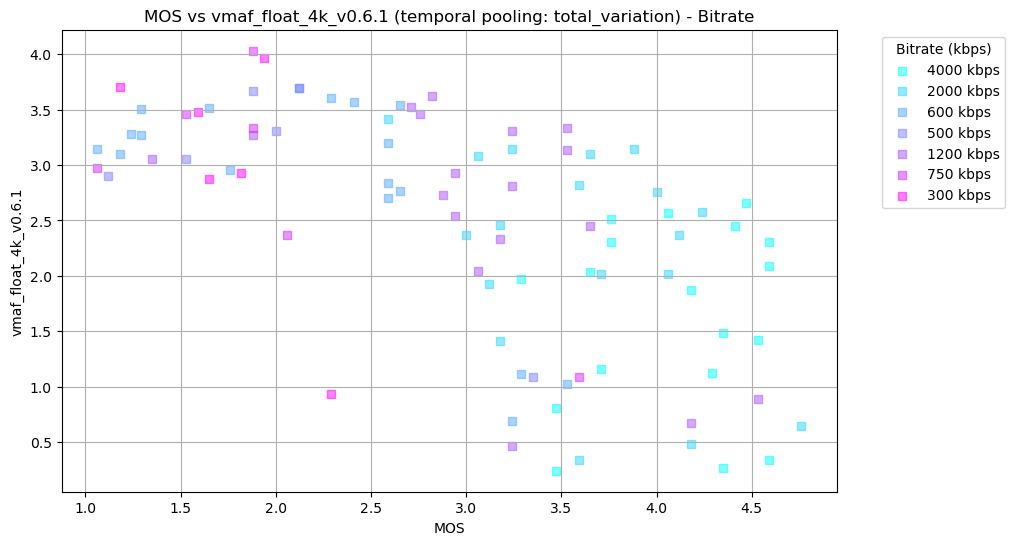 MOS vs vmaf_float_4k_v0.6.1 (temporal pooling: total_variation) - Bitrate
Bitrate (kbps)
4000 kbps
2000 kbps
600 kbps
500 kbps
1200 kbps
750 kbps
300 kbps
vmaf_float_4k_v0.6.1
4.0
3.5
3.0
2.5
2.0
1.5
1.0
0.5
1.0 1.5 2.0 2.5 3.0 3.5 4.0 4.5
MOS